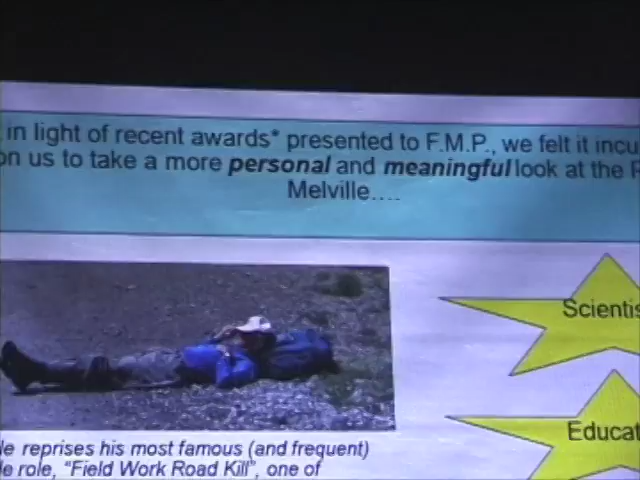 in light of recent awards* presented to F.M.P., we felt it incu
on us to take a more personal and meaningful look at the
Melville....
Scientis
Educat
le reprises his most famous (and frequent)
le role, "Field Work Road Kill", one of